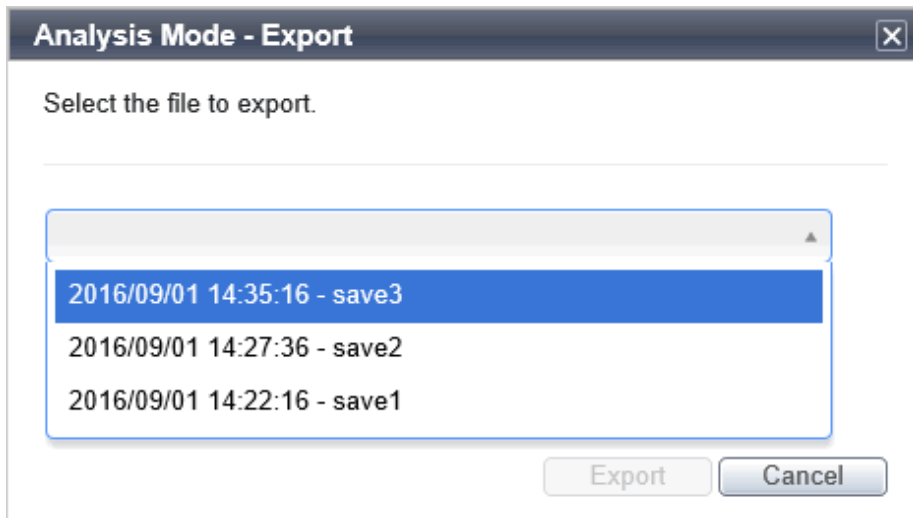 Analysis Mode - Export
Select the file to export.
2016/09/01 14:35:16 - save3
2016/09/01 14:27:36 - save2
2016/09/01 14:22:16 - save1
Export Cancel